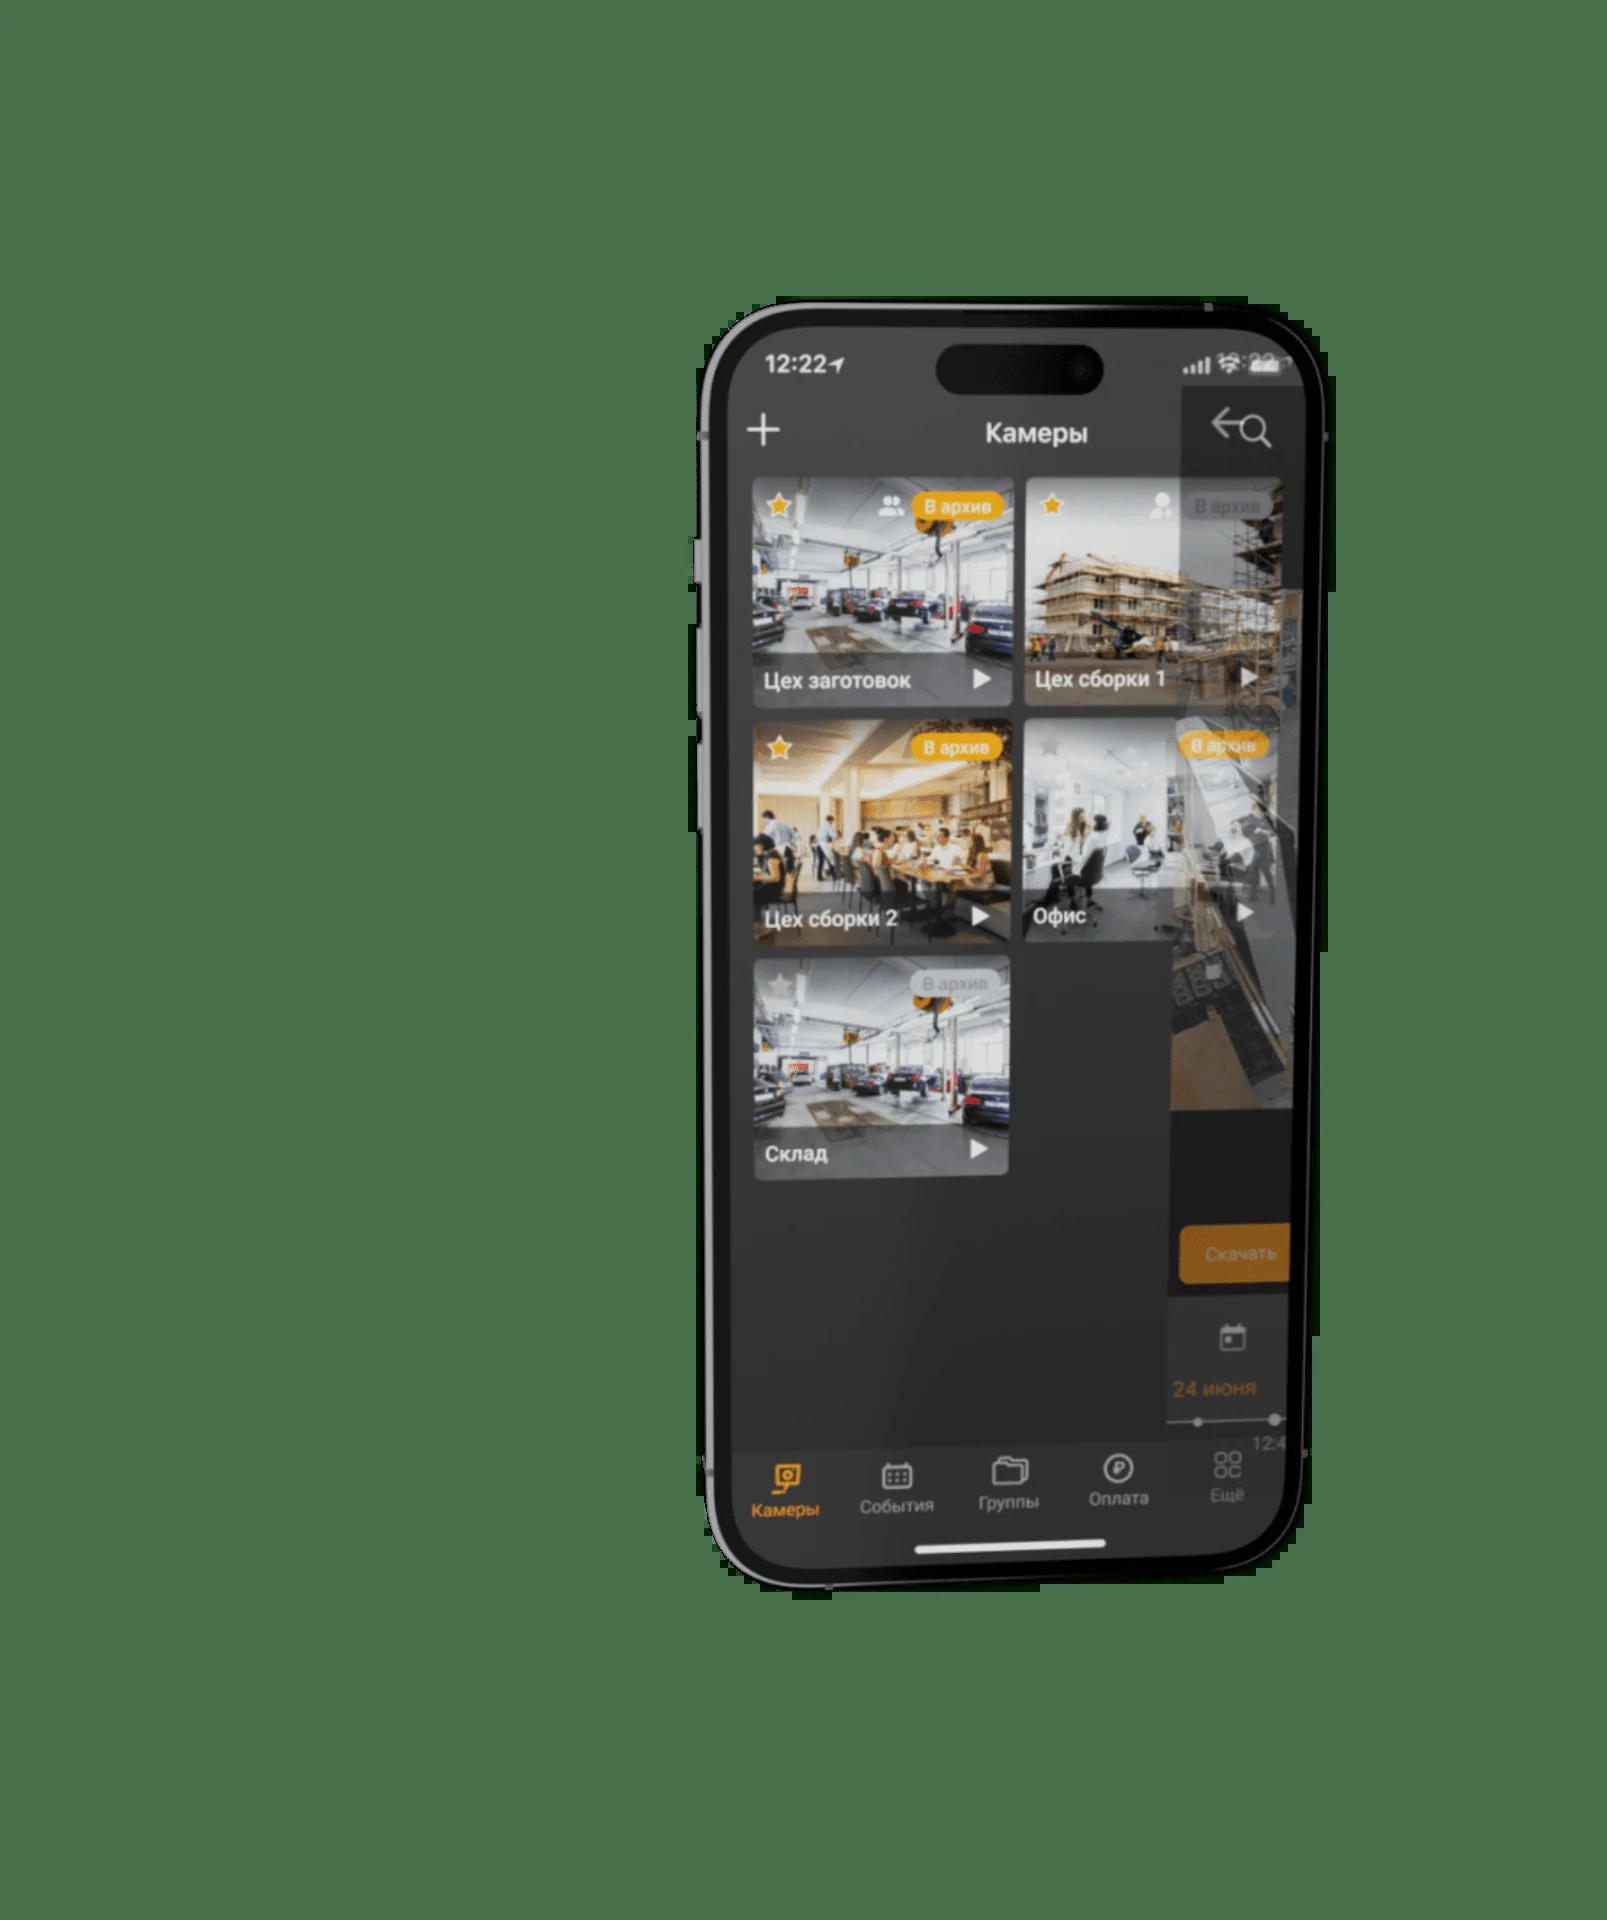 12:22
Камеры
В архив
В архив
Цех заготовок
Цех сборки 1
В архив
В архив
Цех сборки 2
Офис
В архив
Склад
Скачать
24 июня
12:4
Камеры
События
Группы
Оплата
Ещё